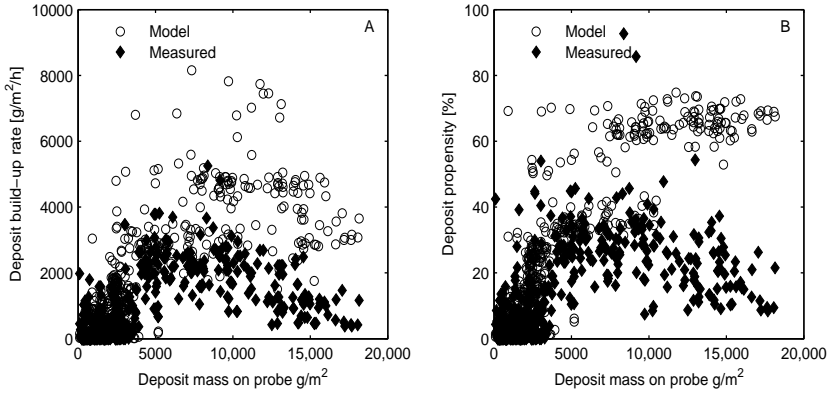 10000
8000
6000
4000
2000
0
Deposit build−up rate [g/m²/h]
Model
Measured
A
0
5000
10,000
15,000
20,000
Deposit mass on probe g/m²
100
80
60
40
20
0
Deposit propensity [%]
Model
Measured
B
0
5000
10,000
15,000
20,000
Deposit mass on probe g/m²